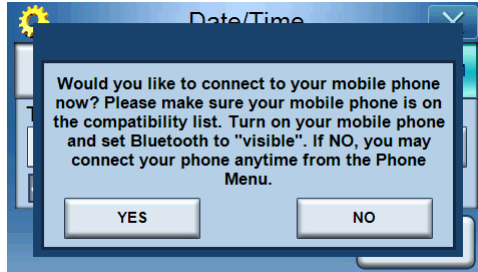 Date/Time
Would you like to connect to your mobile phone
now? Please make sure your mobile phone is on
the compatibility list. Turn on your mobile phone
and set Bluetooth to "visible". If NO, you may
connect your phone anytime from the Phone
Menu.
YES
NO